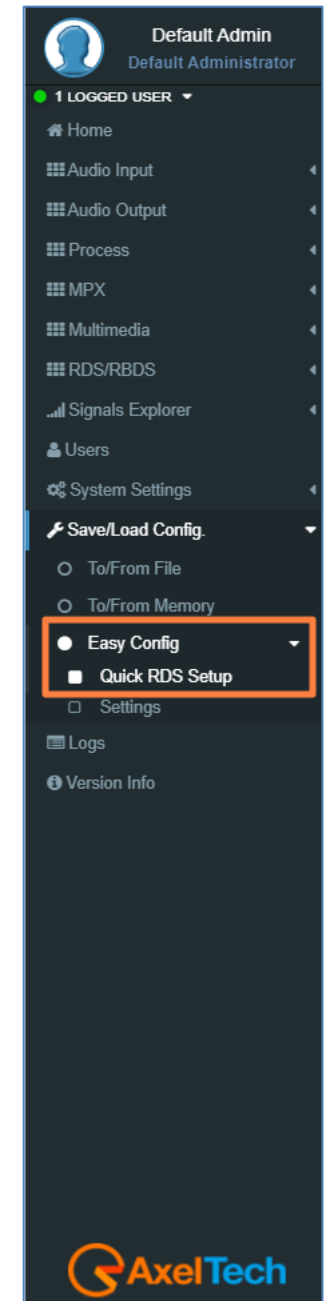 Default Admin
Default Administrator
1 LOGGED USER
Home
Audio Input
Audio Output
Process
MPX
Multimedia
RDS/RBDS
Signals Explorer
Users
System Settings
Save/Load Config.
To/From File
To/From Memory
Easy Config
Quick RDS Setup
Settings
Logs
Version Info
AxelTech